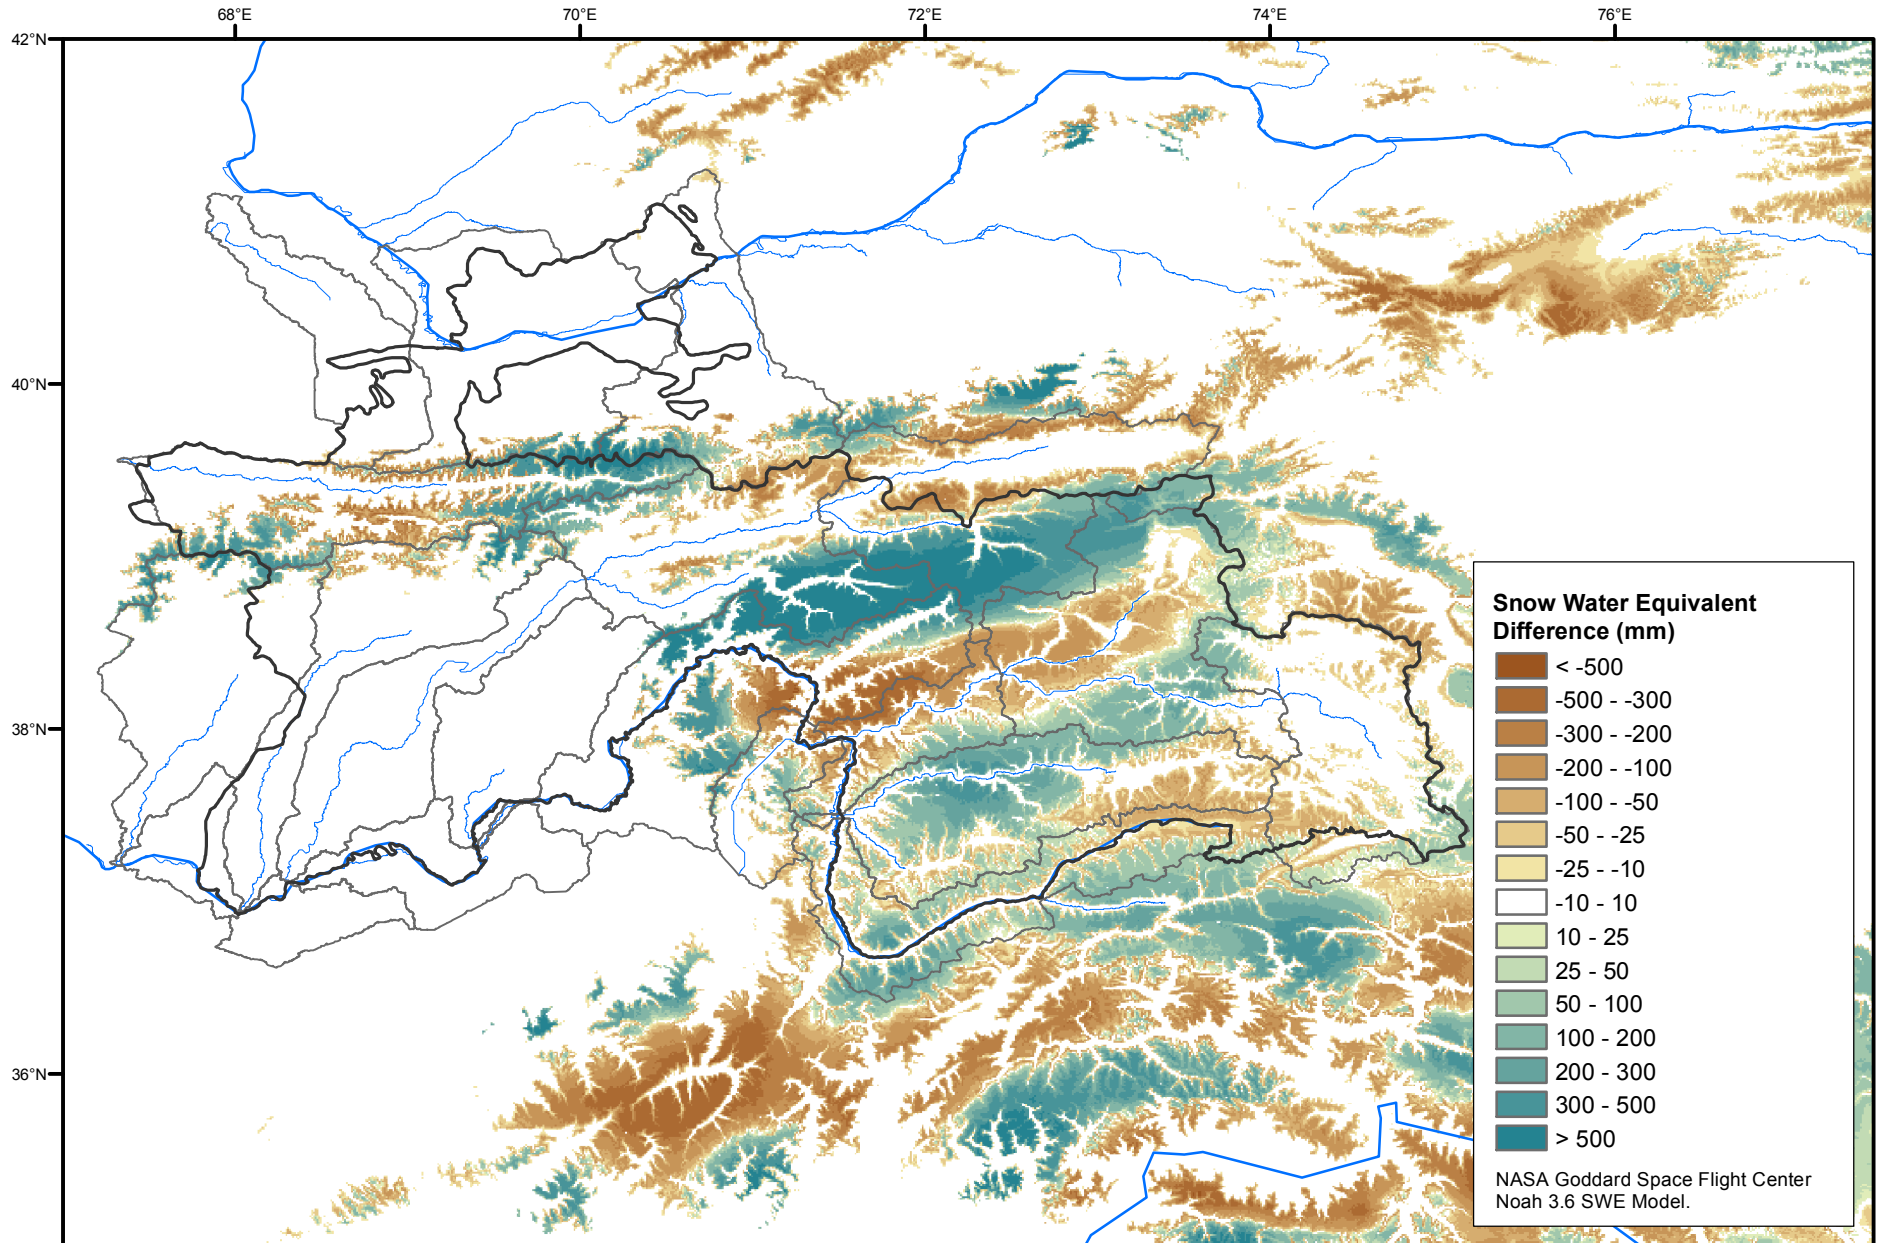 68°E 70°E 72°E 74°E 76°E
42°N
40°N
38°N
36°N
Snow Water Equivalent
Difference (mm)
< -500
-500 - -300
-300 - -200
-200 - -100
-100 - -50
-50 - -25
-25 - -10
-10 - 10
10 - 25
25 - 50
50 - 100
100 - 200
200 - 300
300 - 500
> 500
NASA Goddard Space Flight Center
Noah 3.6 SWE Model.